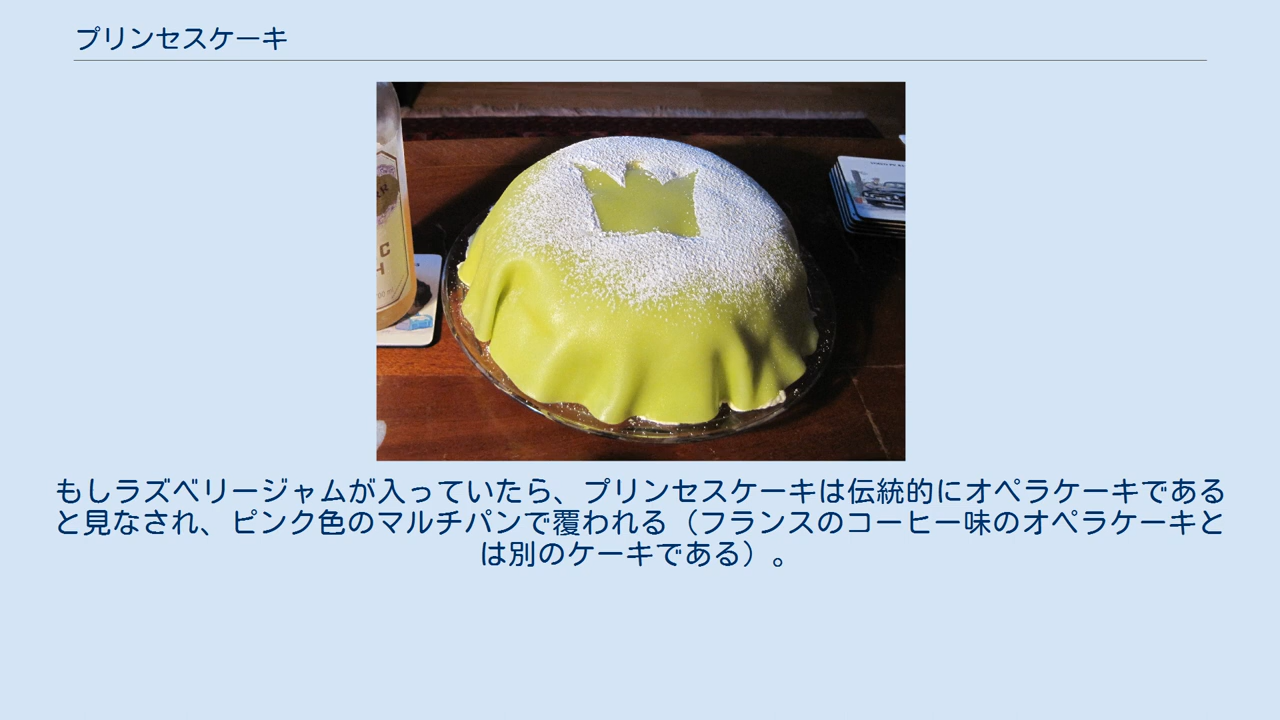 プリンセスケーキ
もしラズベリージャムが入っていたら、プリンセスケーキは伝統的にオペラケーキである
と見なされ、ピンク色のマルチパンで覆われる（フランスのコーヒー味のオペラケーキと
は別のケーキである）。